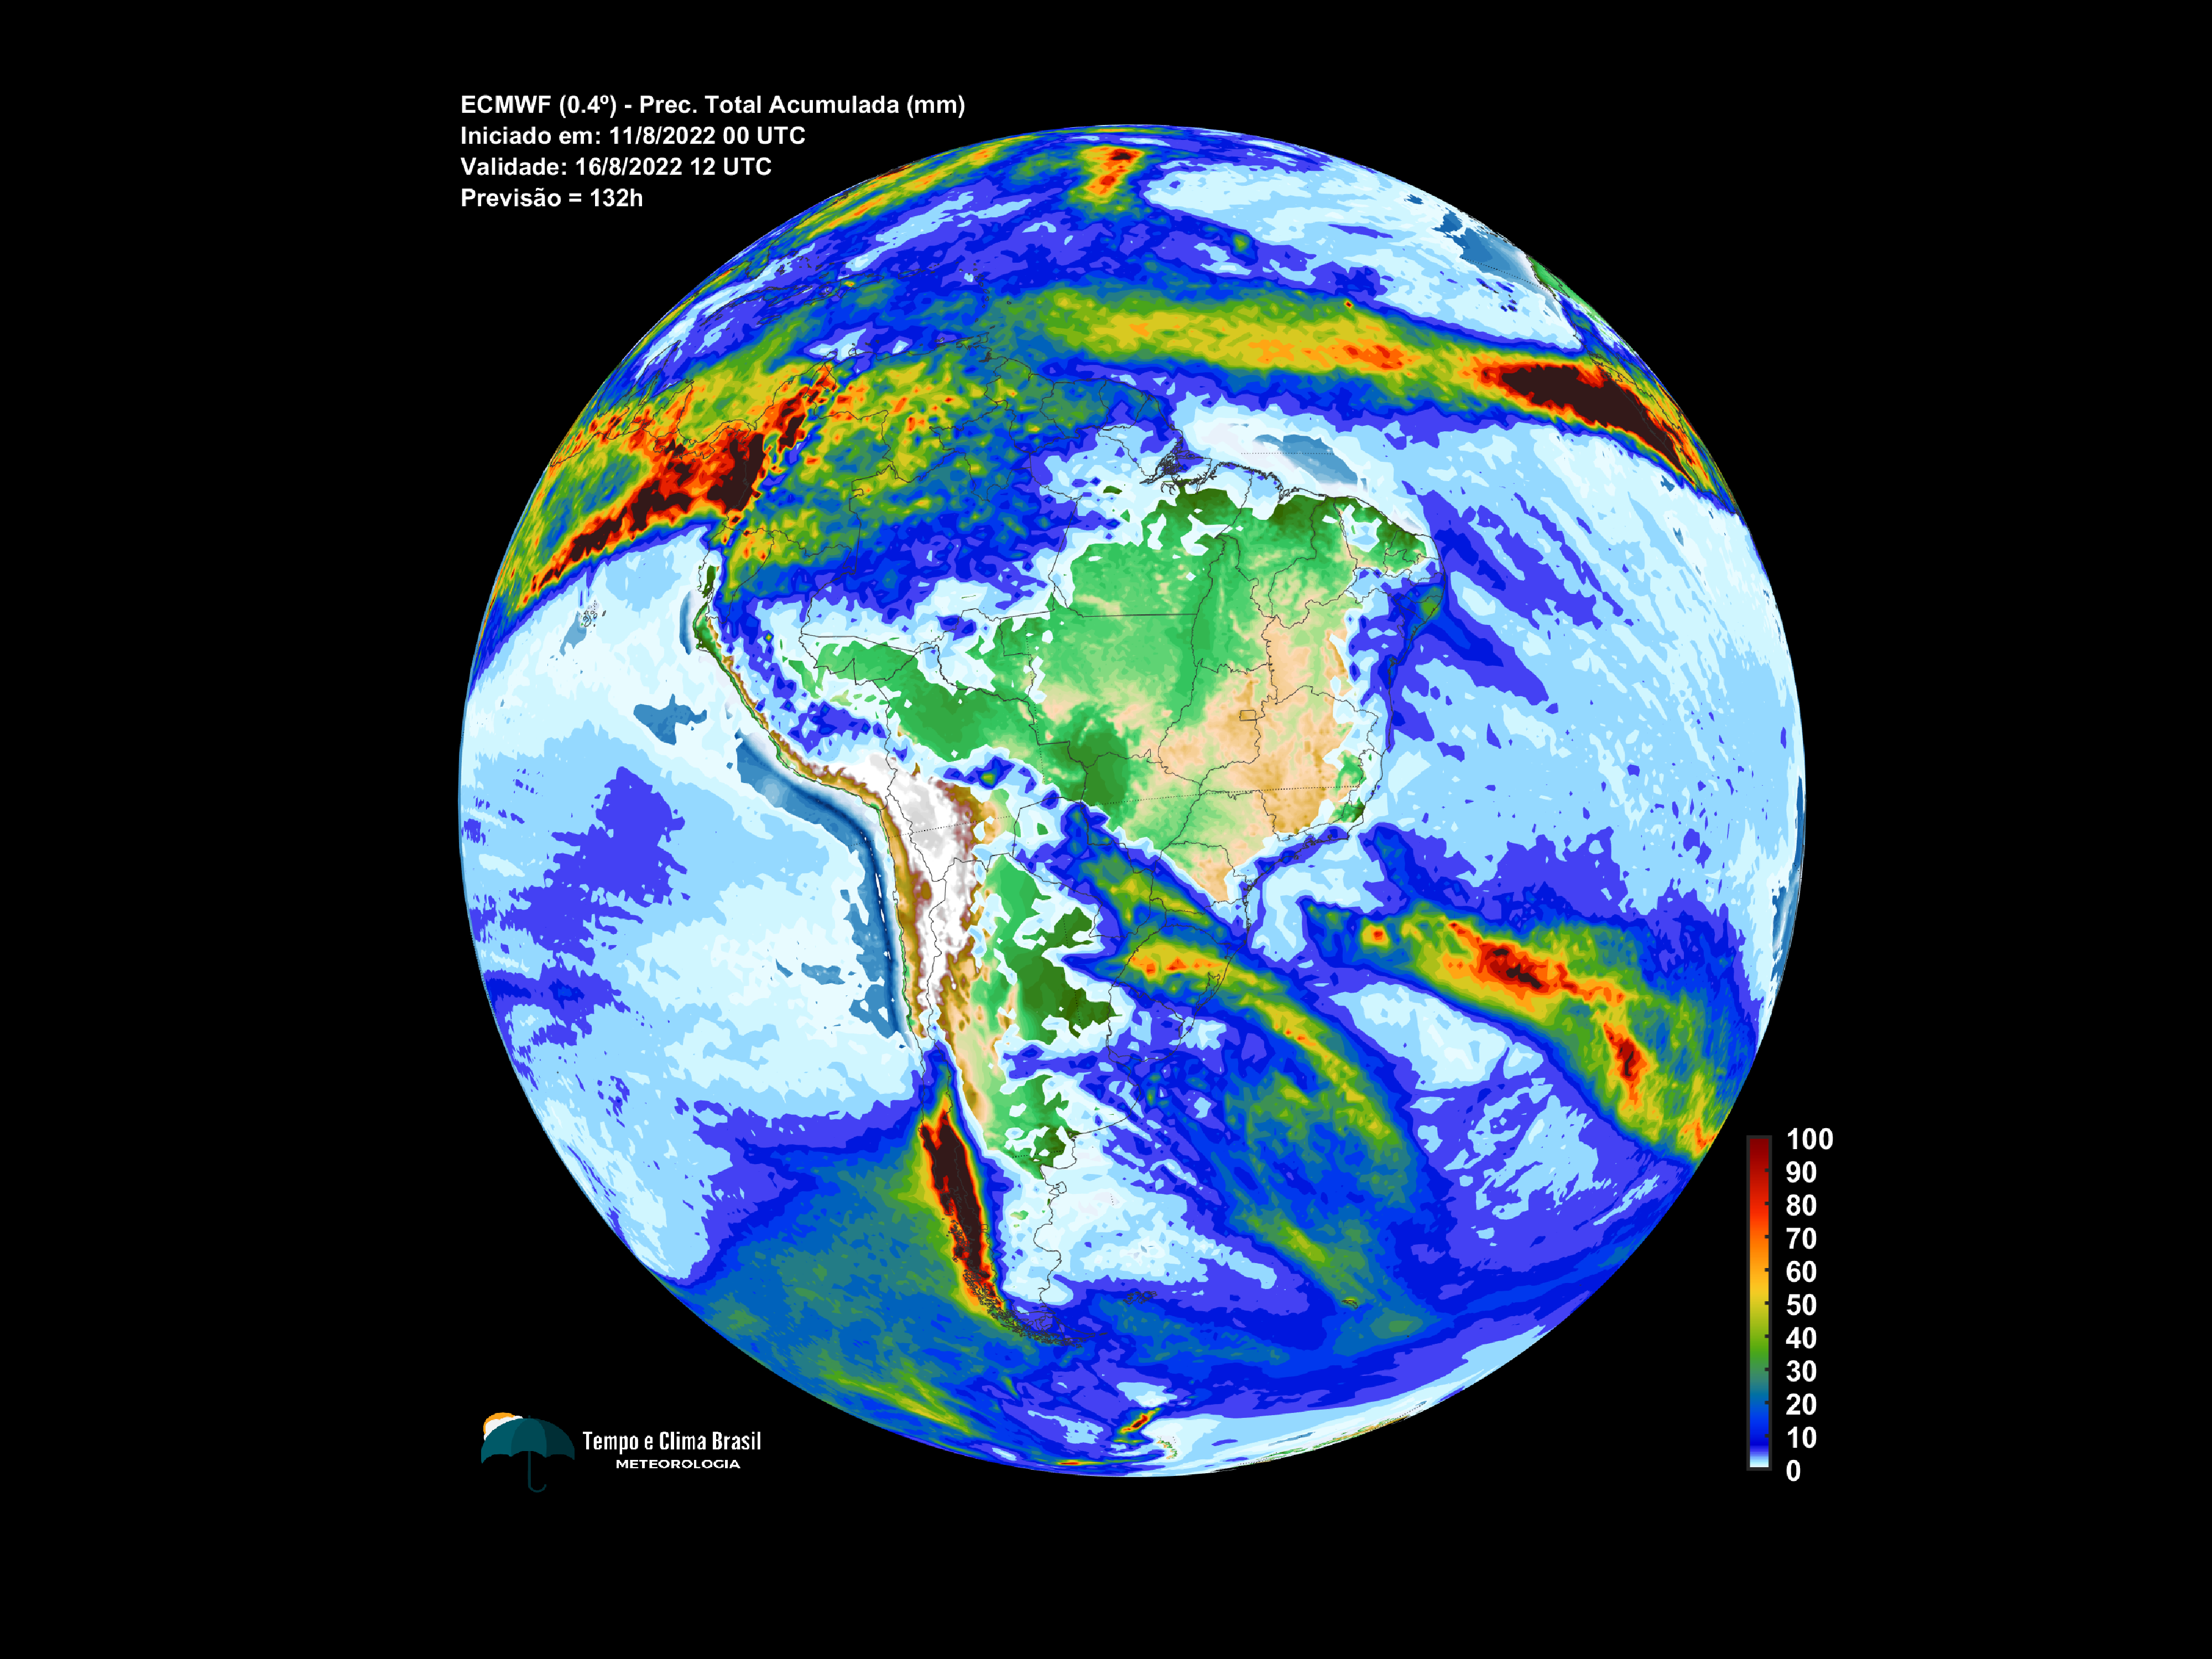 ECMWF (0.4º) - Prec. Total Acumulada (mm)
Iniciado em: 11/8/2022 00 UTC
Validade: 16/8/2022 12 UTC
Previsão = 132h
100
90
80
70
60
50
40
30
20
10
0
Tempo e Clima Brasil
METEOROLOGIA